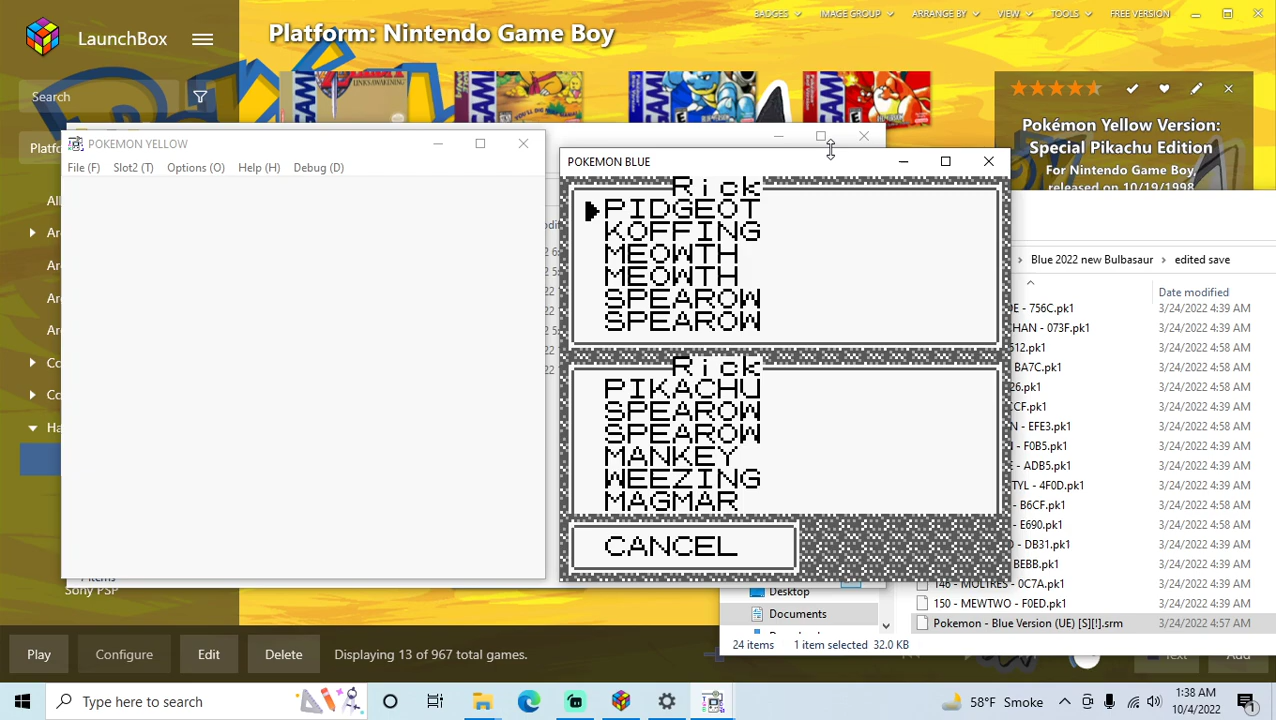 BADGES
IMAGE GROUP
ARRANGE BY
VIEW
TOOLS
FREE VERSION
LaunchBox
Platform: Nintendo Game Boy
Search
Platfo
Pokémon Yellow Version:
Special Pikachu Edition
For Nintendo Game Boy,
released on 10/19/1998
POKEMON YELLOW
File (F)
Slot2 (T)
Options (O)
Help (H)
Debug (D)
POKEMON BLUE
Rick
PIDGEOT
KOFFING
MEOWTH
MEOWTH
SPEAROW
SPEAROW
Rick
PIKACHU
SPEAROW
SPEAROW
MANKEY
WEEZING
MAGMAR
CANCEL
Blue 2022 new Bulbasaur
edited save
Date modified
E - 756C.pk1 3/24/2022 4:39 AM
HAN - 073F.pk1 3/24/2022 4:39 AM
512.pk1 3/24/2022 4:58 AM
BA7C.pk1 3/24/2022 4:58 AM
26.pk1 3/24/2022 4:39 AM
CF.pk1 3/24/2022 4:39 AM
N - EFE3.pk1 3/24/2022 4:39 AM
- F0B5.pk1 3/24/2022 4:39 AM
E - ADB5.pk1 3/24/2022 4:39 AM
TYL - 4F0D.pk1 3/24/2022 4:39 AM
- B6CF.pk1 3/24/2022 4:39 AM
- E690.pk1 3/24/2022 4:39 AM
- DB31.pk1 3/24/2022 4:39 AM
BEBB.pk1 3/24/2022 4:39 AM
146 - MOLTRES - 0C7A.pk1 3/24/2022 4:39 AM
150 - MEWTWO - F0ED.pk1 3/24/2022 4:39 AM
Pokemon - Blue Version (UE) [S][!].srm 3/24/2022 4:57 AM
Desktop
Documents
24 items 1 item selected 32.0 KB
Sony PSP
Play
Configure
Edit
Delete
Displaying 13 of 967 total games.
Type here to search
58°F Smoke
1:38 AM
10/4/2022